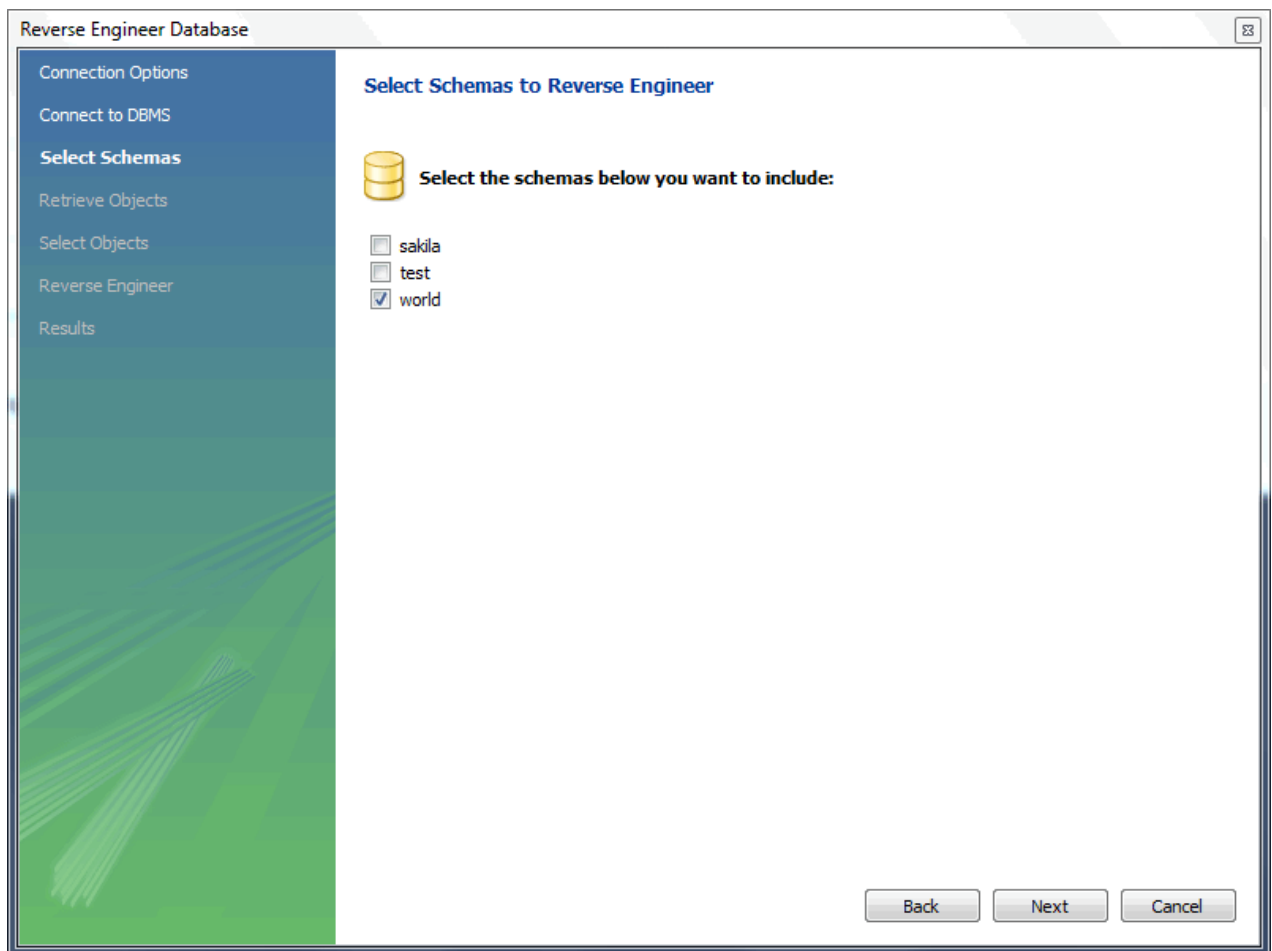 Reverse Engineer Database
Connection Options
Connect to DBMS
Select Schemas
Retrieve Objects
Select Objects
Reverse Engineer
Results
Select Schemas to Reverse Engineer
Select the schemas below you want to include:
sakila
test
world
Back Next Cancel